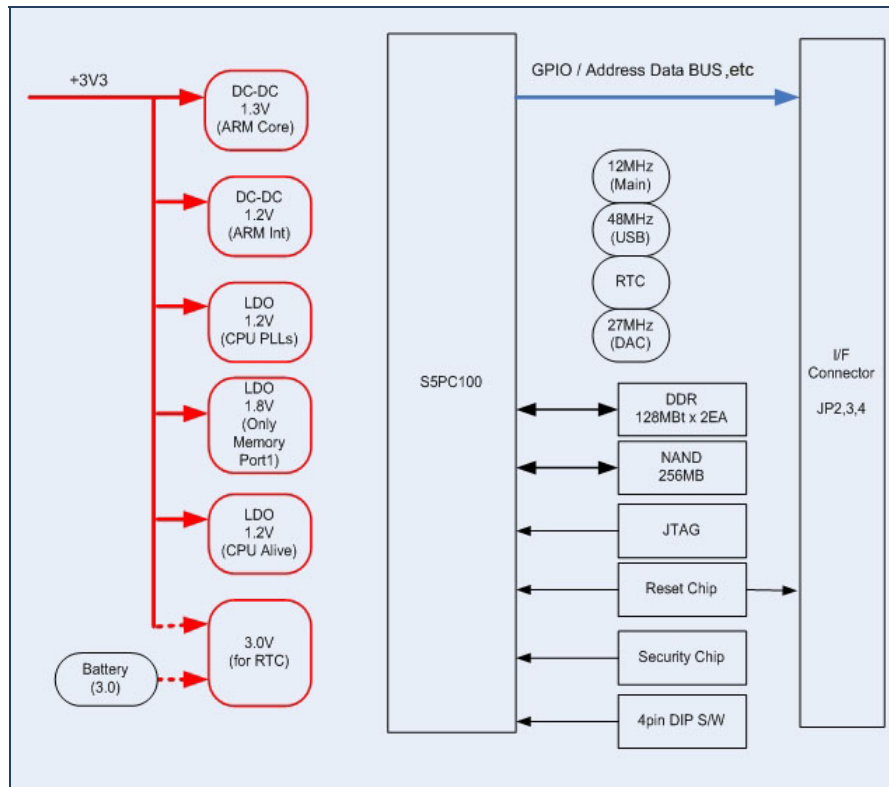 +3V3
DC-DC
1.3V
(ARM Core)
DC-DC
1.2V
(ARM Int)
LDO
1.2V
(CPU PLLs)
LDO
1.8V
(Only
Memory
Port1)
LDO
1.2V
(CPU Alive)
3.0V
(for RTC)
Battery
(3.0)
S5PC100
GPIO / Address Data BUS,etc
12MHz
(Main)
48MHz
(USB)
RTC
27MHz
(DAC)
DDR
128MBt x 2EA
NAND
256MB
JTAG
Reset Chip
Security Chip
4pin DIP S/W
I/F
Connector
JP2,3,4